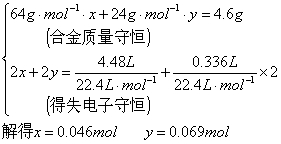 64g·mol⁻¹·x+24g·mol⁻¹·y=4.6g
(合金质量守恒)
2x+2y=4.48L/22.4L·mol⁻¹+0.336L/22.4L·mol⁻¹×2
(得失电子守恒)
解得x=0.046mol y=0.069mol